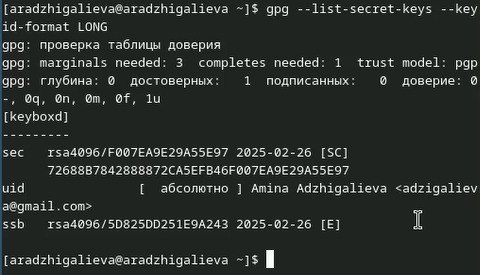 [aradzhigalieva@aradzhigalieva ~]$ gpg --list-secret-keys --key
id-format LONG
gpg: проверка таблицы доверия
gpg: marginals needed: 3  completes needed: 1  trust model: pgp
gpg: глубина: 0  достоверных:   1  подписанных:   0  доверие: 0
-, 0q, 0n, 0m, 0f, 1u
[keyboxd]
---------
sec   rsa4096/F007EA9E29A55E97 2025-02-26 [SC]
      72688B7842888872CA5EFB46F007EA9E29A55E97
uid              [  абсолютно ] Amina Adzhigalieva <adzigaliev
a@gmail.com>
ssb   rsa4096/5D825DD251E9A243 2025-02-26 [E]

[aradzhigalieva@aradzhigalieva ~]$